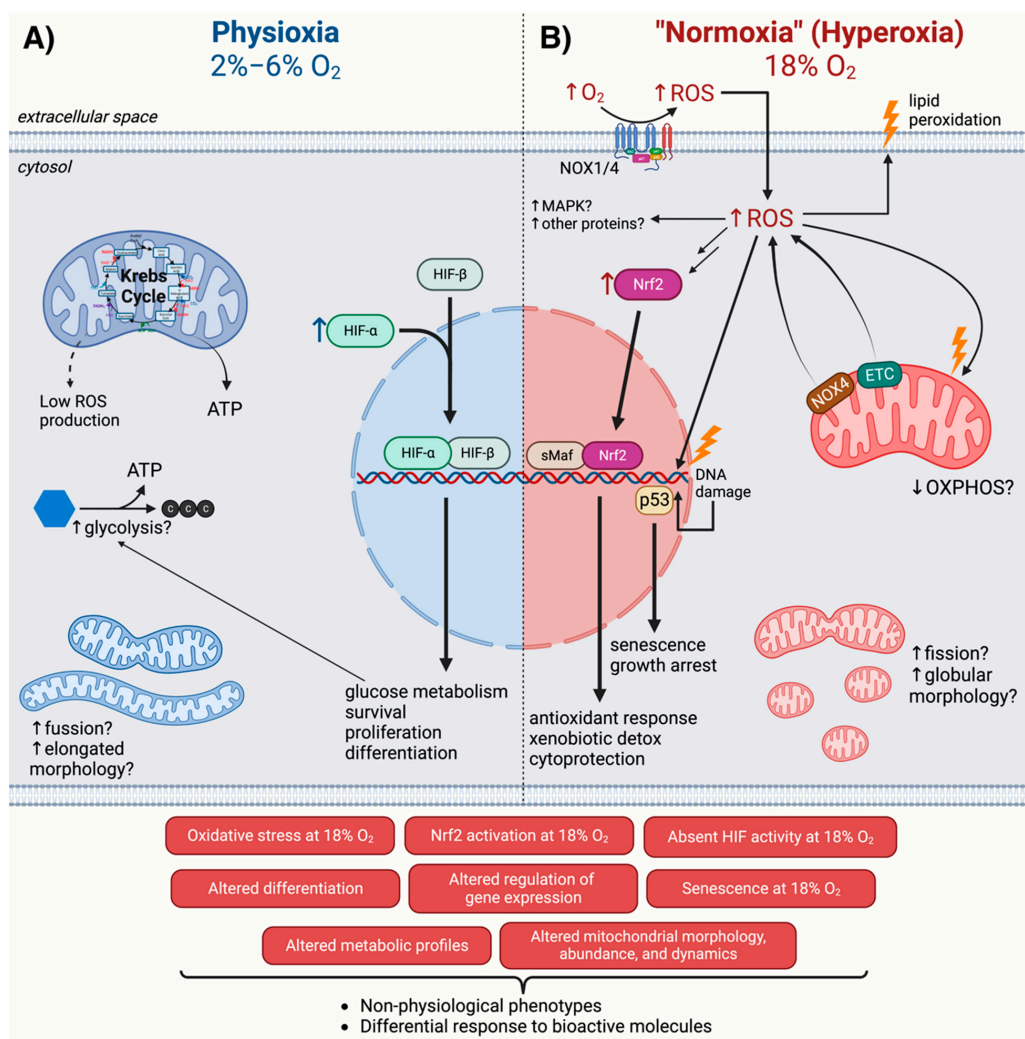 A)
Physioxia
2%–6% O₂
extracellular space
cytosol
Krebs
Cycle
Low ROS
production
ATP
HIF-β
↑ HIF-α
HIF-α
HIF-β
ATP
C C C
↑ glycolysis?
glucose metabolism
survival
proliferation
differentiation
↑ fussion?
↑ elongated
morphology?
B)
"Normoxia" (Hyperoxia)
18% O₂
↑ O₂
↑ ROS
lipid
peroxidation
NOX1/4
↑ MAPK?
↑ other proteins?
↑ ROS
↑ Nrf2
NOX4
ETC
↓ OXPHOS?
sMaf
Nrf2
DNA
damage
p53
senescence
growth arrest
antioxidant response
xenobiotic detox
cytoprotection
↑ fission?
↑ globular
morphology?
Oxidative stress at 18% O₂
Nrf2 activation at 18% O₂
Absent HIF activity at 18% O₂
Altered differentiation
Altered regulation of
gene expression
Senescence at 18% O₂
Altered metabolic profiles
Altered mitochondrial morphology,
abundance, and dynamics
• Non-physiological phenotypes
• Differential response to bioactive molecules